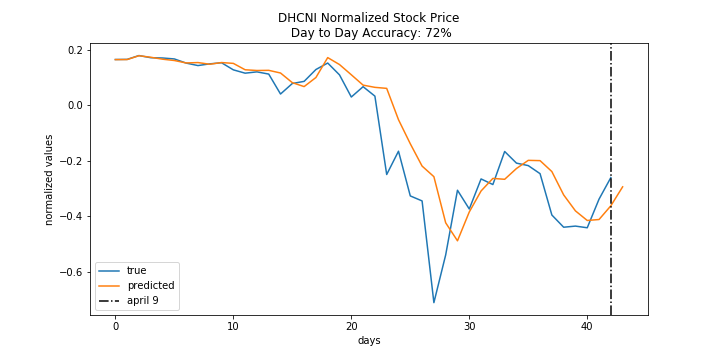 DHCNI Normalized Stock Price
Day to Day Accuracy: 72%
normalized values
0.2
0.0
−0.2
−0.4
−0.6
true
predicted
april 9
0 10 20 30 40
days